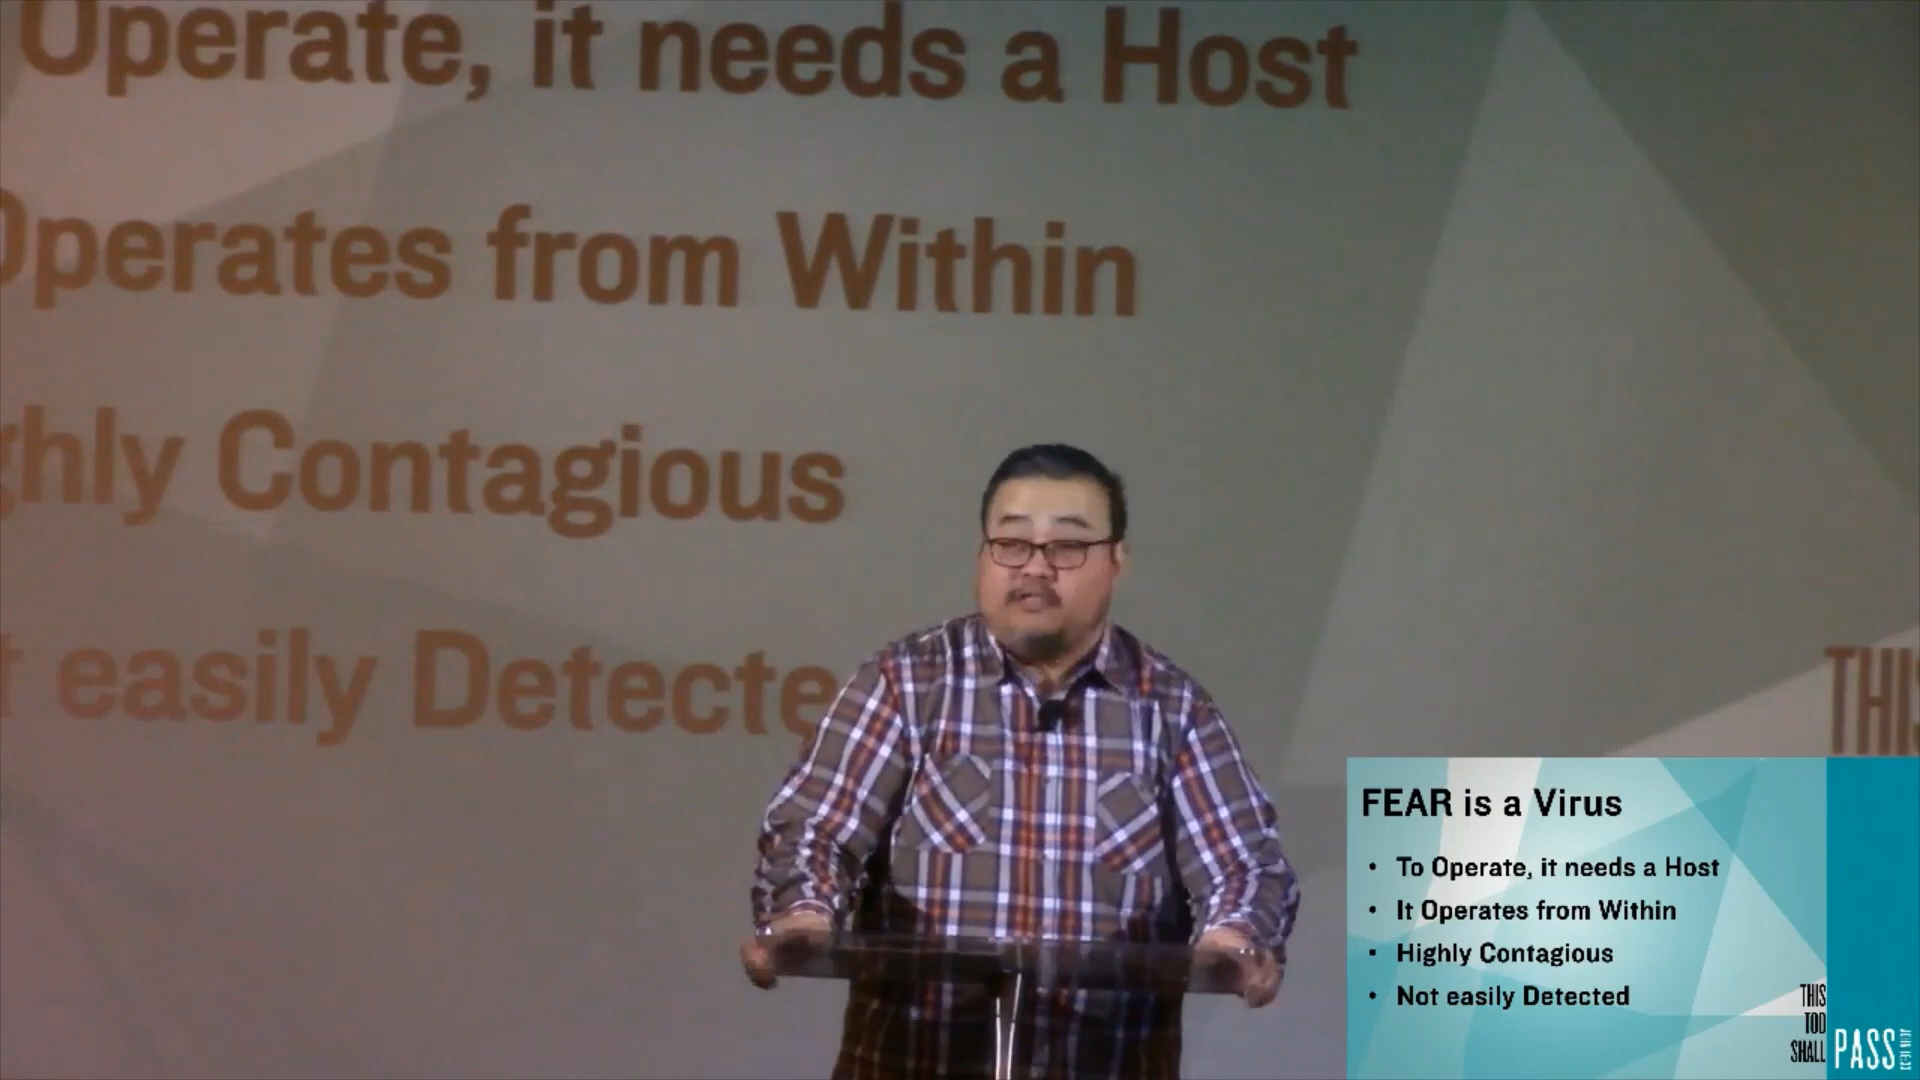 Operate, it needs a Host
Operates from Within
ghly Contagious
t easily Detecte
THIS
FEAR is a Virus
• To Operate, it needs a Host
• It Operates from Within
• Highly Contagious
• Not easily Detected
THIS
TOO
SHALL
PASS